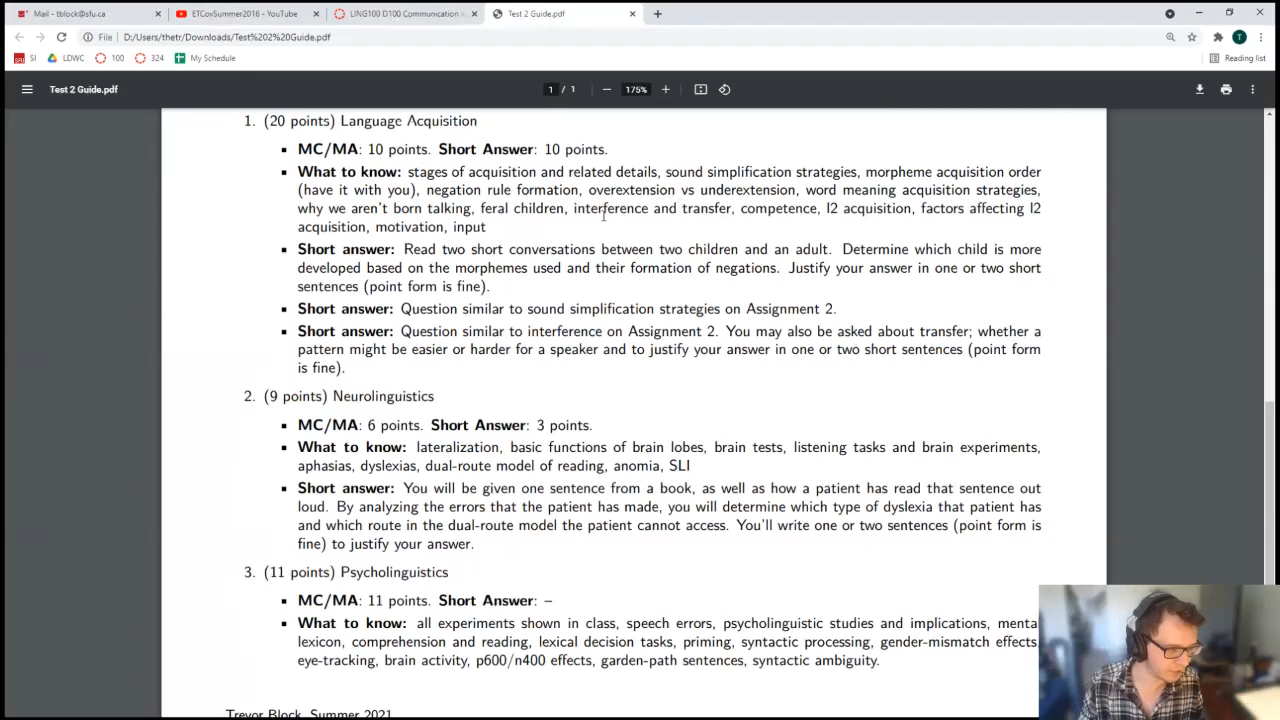 Mail - tblock@sfu.ca
ETCovSummer2016 - YouTube
LING100 D100 Communication a
Test 2 Guide.pdf
File
D:/Users/thetr/Downloads/Test%202%20Guide.pdf
T
SFU
SI
LDWC
100
324
My Schedule
Reading list
Test 2 Guide.pdf
1 / 1
175%
1. (20 points) Language Acquisition
▪ MC/MA: 10 points. Short Answer: 10 points.
▪ What to know: stages of acquisition and related details, sound simplification strategies, morpheme acquisition order
(have it with you), negation rule formation, overextension vs underextension, word meaning acquisition strategies,
why we aren't born talking, feral children, interference and transfer, competence, l2 acquisition, factors affecting l2
acquisition, motivation, input
▪ Short answer: Read two short conversations between two children and an adult. Determine which child is more
developed based on the morphemes used and their formation of negations. Justify your answer in one or two short
sentences (point form is fine).
▪ Short answer: Question similar to sound simplification strategies on Assignment 2.
▪ Short answer: Question similar to interference on Assignment 2. You may also be asked about transfer; whether a
pattern might be easier or harder for a speaker and to justify your answer in one or two short sentences (point form
is fine).
2. (9 points) Neurolinguistics
▪ MC/MA: 6 points. Short Answer: 3 points.
▪ What to know: lateralization, basic functions of brain lobes, brain tests, listening tasks and brain experiments,
aphasias, dyslexias, dual-route model of reading, anomia, SLI
▪ Short answer: You will be given one sentence from a book, as well as how a patient has read that sentence out
loud. By analyzing the errors that the patient has made, you will determine which type of dyslexia that patient has
and which route in the dual-route model the patient cannot access. You'll write one or two sentences (point form is
fine) to justify your answer.
3. (11 points) Psycholinguistics
▪ MC/MA: 11 points. Short Answer: –
▪ What to know: all experiments shown in class, speech errors, psycholinguistic studies and implications, menta
lexicon, comprehension and reading, lexical decision tasks, priming, syntactic processing, gender-mismatch effects,
eye-tracking, brain activity, p600/n400 effects, garden-path sentences, syntactic ambiguity.
Trevor Block, Summer 2021